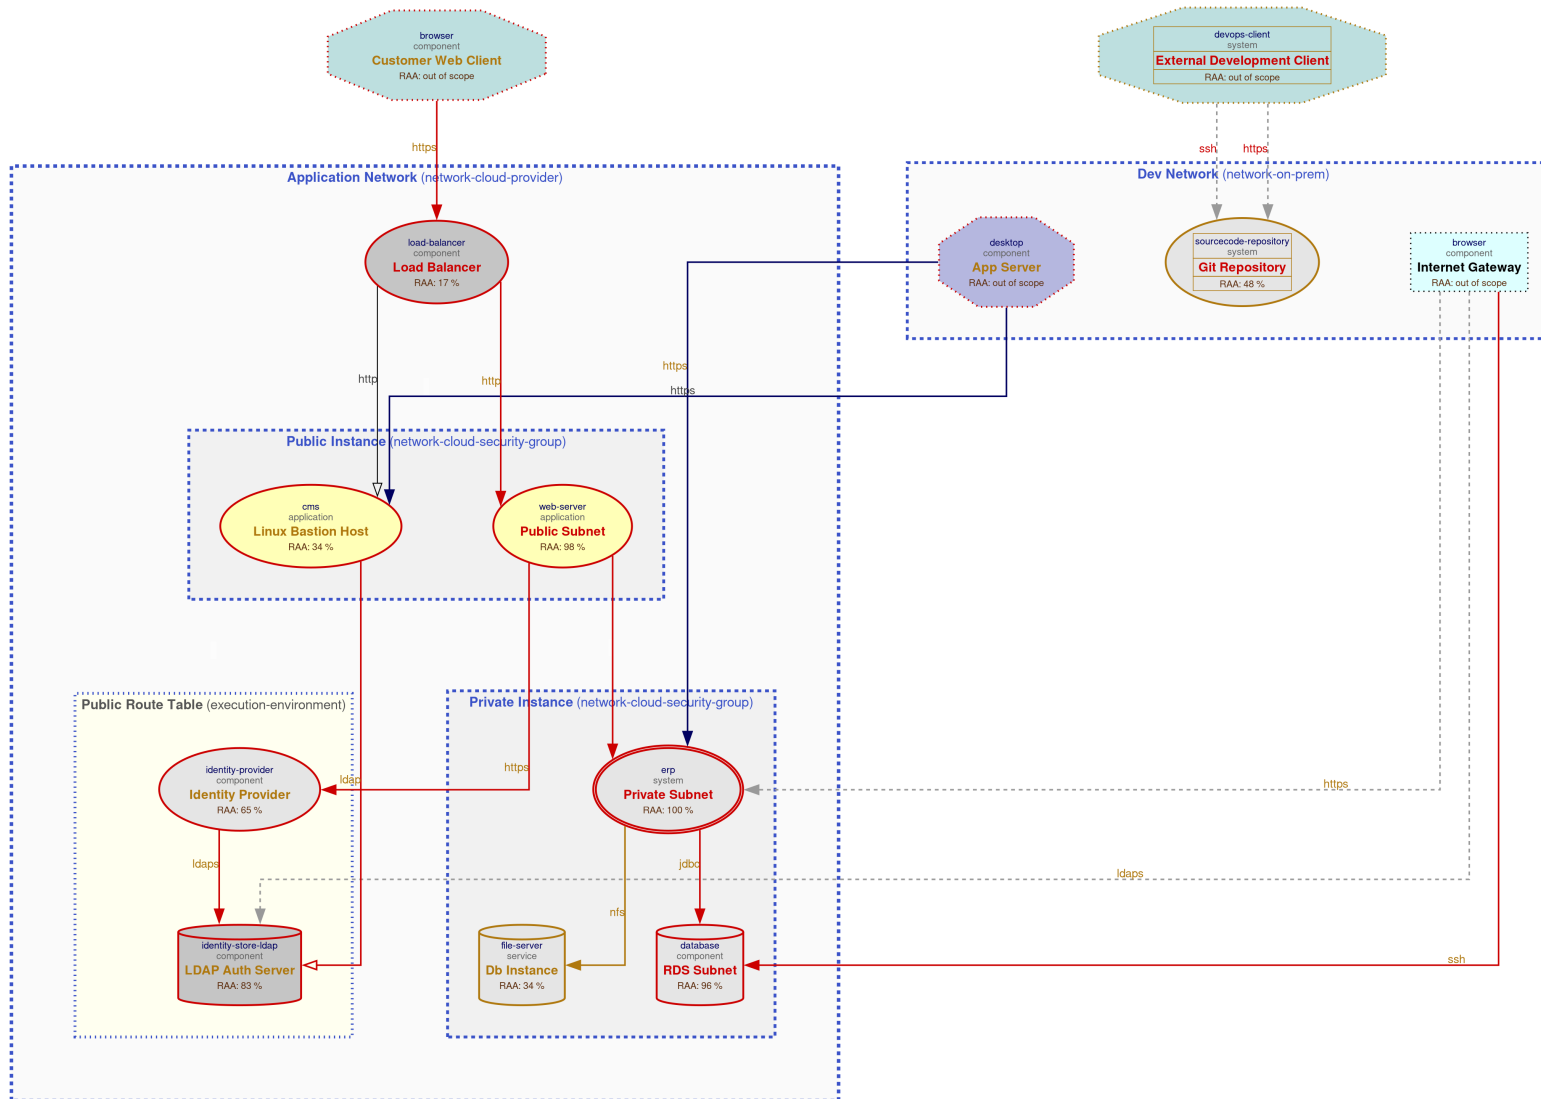 browser
component
Customer Web Client
RAA: out of scope
devops-client
system
External Development Client
RAA: out of scope
https
ssh
https
Application Network (network-cloud-provider)
Dev Network (network-on-prem)
load-balancer
component
Load Balancer
RAA: 17 %
desktop
component
App Server
RAA: out of scope
sourcecode-repository
system
Git Repository
RAA: 48 %
browser
component
Internet Gateway
RAA: out of scope
http
http
https
https
Public Instance (network-cloud-security-group)
cms
application
Linux Bastion Host
RAA: 34 %
web-server
application
Public Subnet
RAA: 98 %
Public Route Table (execution-environment)
Private Instance (network-cloud-security-group)
identity-provider
component
Identity Provider
RAA: 65 %
ldap
https
erp
system
Private Subnet
RAA: 100 %
https
ldaps
jdbc
ldaps
nfs
identity-store-ldap
component
LDAP Auth Server
RAA: 83 %
file-server
service
Db Instance
RAA: 34 %
database
component
RDS Subnet
RAA: 96 %
ssh